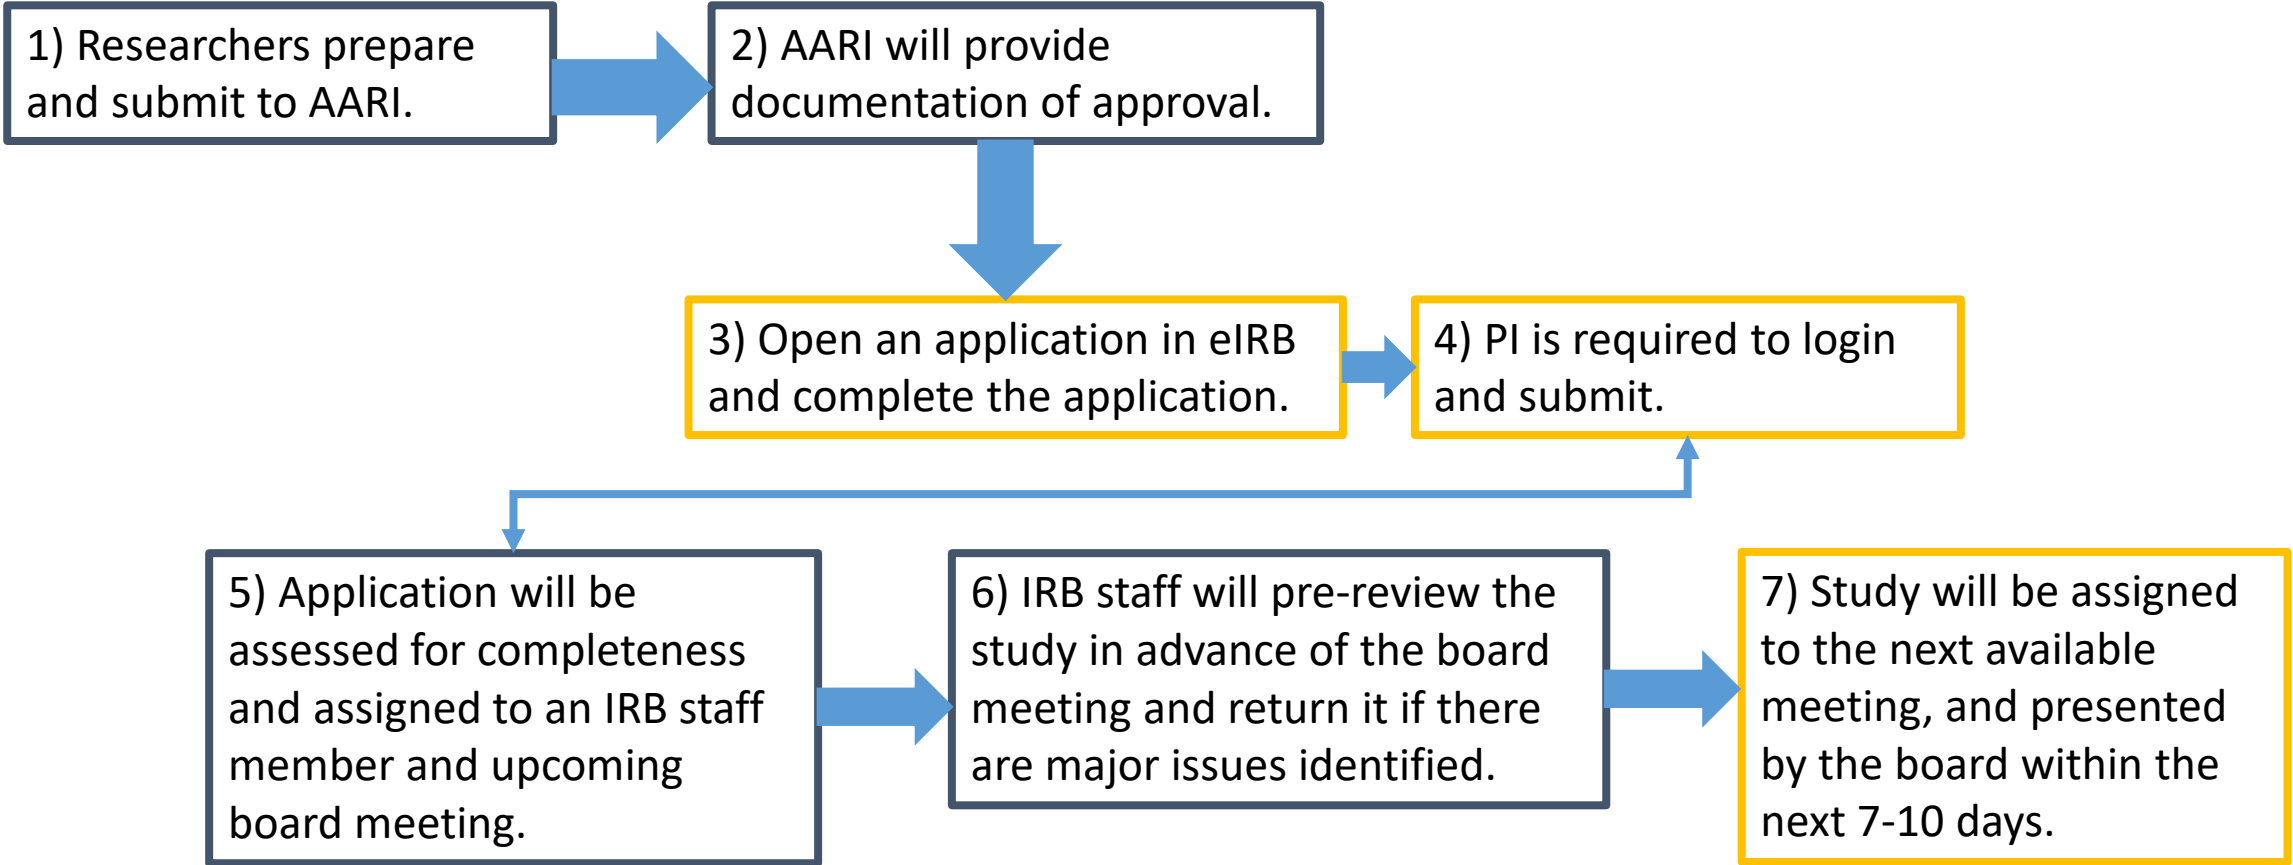 1) Researchers prepare
and submit to AARI.
2) AARI will provide
documentation of approval.
3) Open an application in eIRB
and complete the application.
4) PI is required to login
and submit.
5) Application will be
assessed for completeness
and assigned to an IRB staff
member and upcoming
board meeting.
6) IRB staff will pre-review the
study in advance of the board
meeting and return it if there
are major issues identified.
7) Study will be assigned
to the next available
meeting, and presented
by the board within the
next 7-10 days.